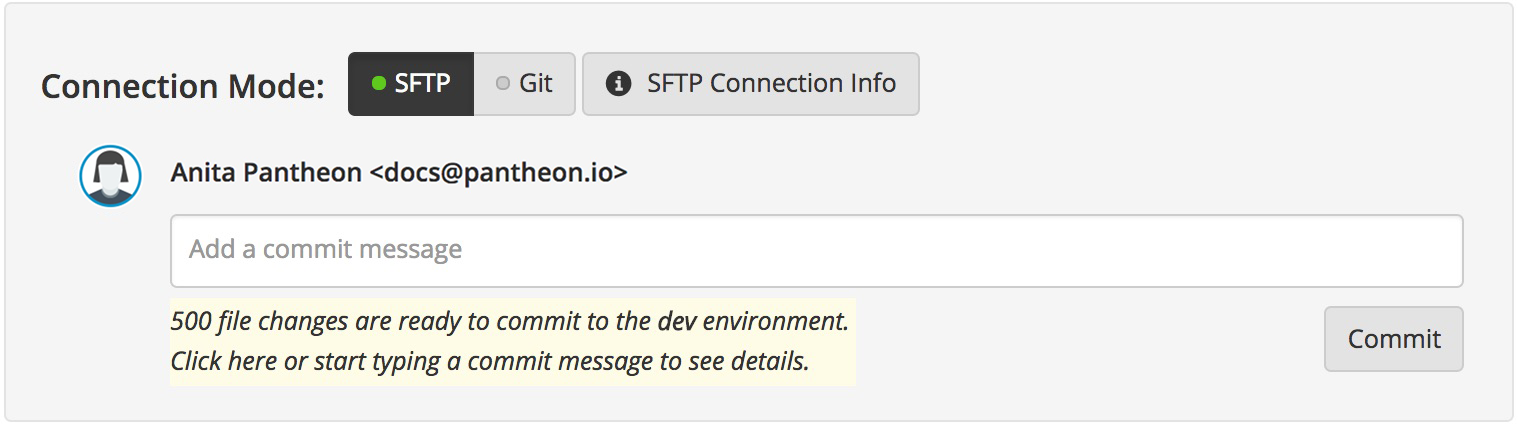 Connection Mode: SFTP Git SFTP Connection Info
Anita Pantheon <docs@pantheon.io>
Add a commit message
500 file changes are ready to commit to the dev environment.
Click here or start typing a commit message to see details.
Commit